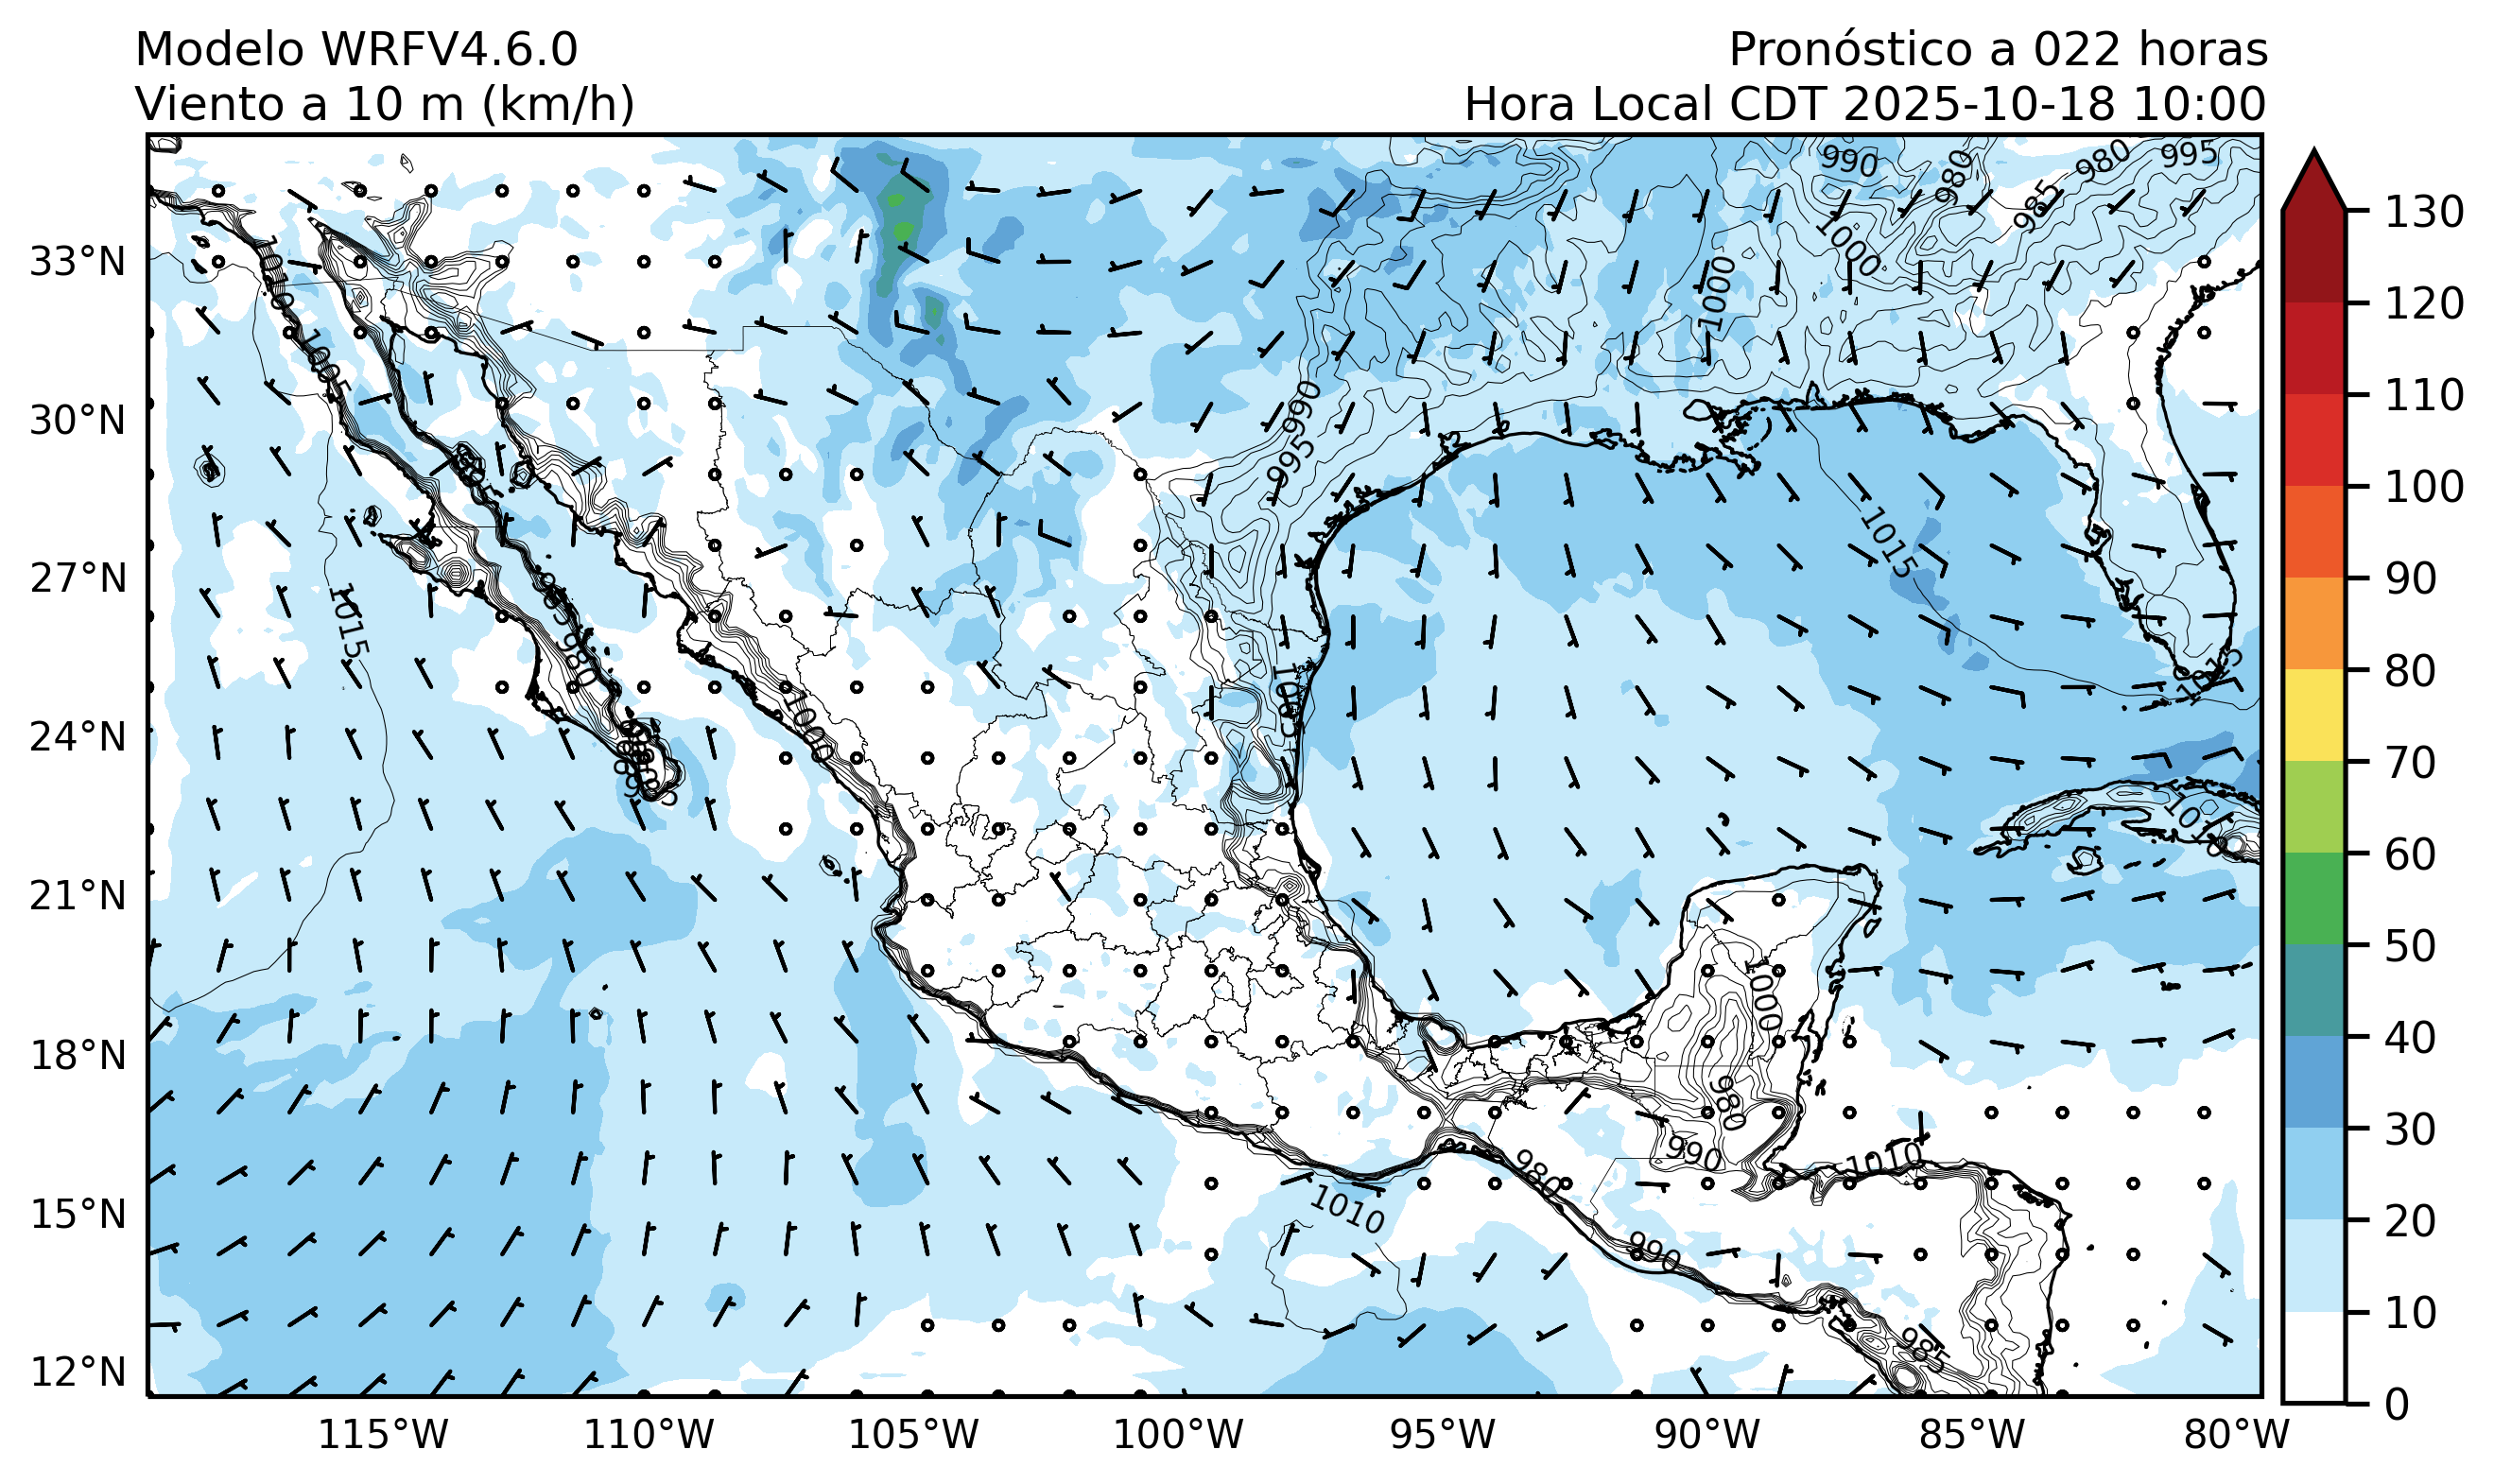 Modelo WRFV4.6.0
Viento a 10 m (km/h)
Pronóstico a 022 horas
Hora Local CDT 2025-10-18 10:00
33°N
30°N
27°N
24°N
21°N
18°N
15°N
12°N
115°W
110°W
105°W
100°W
95°W
90°W
85°W
80°W
130
120
110
100
90
80
70
60
50
40
30
20
10
0
990
980
985
980
995
1000
1000
990
995
1015
1015
1010
1005
980
1000
1005
1015
1000
980
990
1010
980
1010
990
985